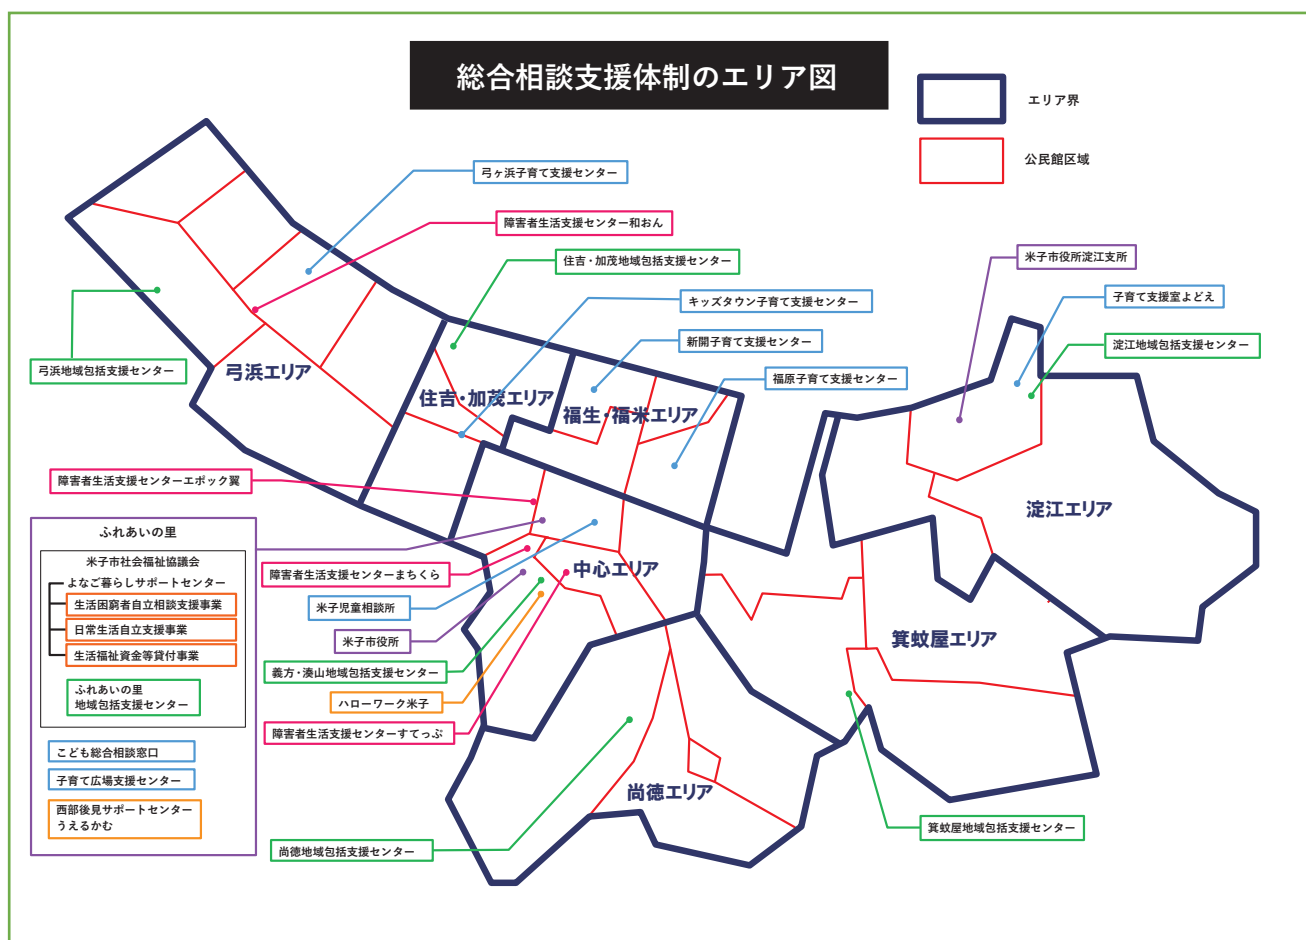 総合相談支援体制のエリア図
エリア界
公民館区域
弓ヶ浜子育て支援センター
障害者生活支援センター和おん
住吉・加茂地域包括支援センター
キッズタウン子育て支援センター
新開子育て支援センター
福原子育て支援センター
米子市役所淀江支所
子育て支援室よどえ
淀江地域包括支援センター
弓浜地域包括支援センター
弓浜エリア
住吉・加茂エリア
福生・福米エリア
淀江エリア
中心エリア
箕蚊屋エリア
尚徳エリア
障害者生活支援センターエポック翼
ふれあいの里
米子市社会福祉協議会
よなご暮らしサポートセンター
生活困窮者自立相談支援事業
日常生活自立支援事業
生活福祉資金等貸付事業
ふれあいの里
地域包括支援センター
こども総合相談窓口
子育て広場支援センター
西部後見サポートセンター
うえるかむ
障害者生活支援センターまちくら
米子児童相談所
米子市役所
義方・湊山地域包括支援センター
ハローワーク米子
障害者生活支援センターすてっぷ
尚徳地域包括支援センター
箕蚊屋地域包括支援センター